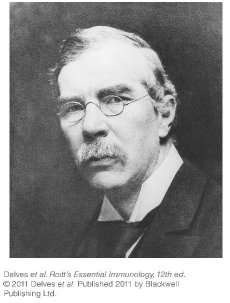 Delves et al. Roitt's Essential Immunology, 12th ed.
© 2011 Delves et al. Published 2011 by Blackwell
Publishing Ltd.